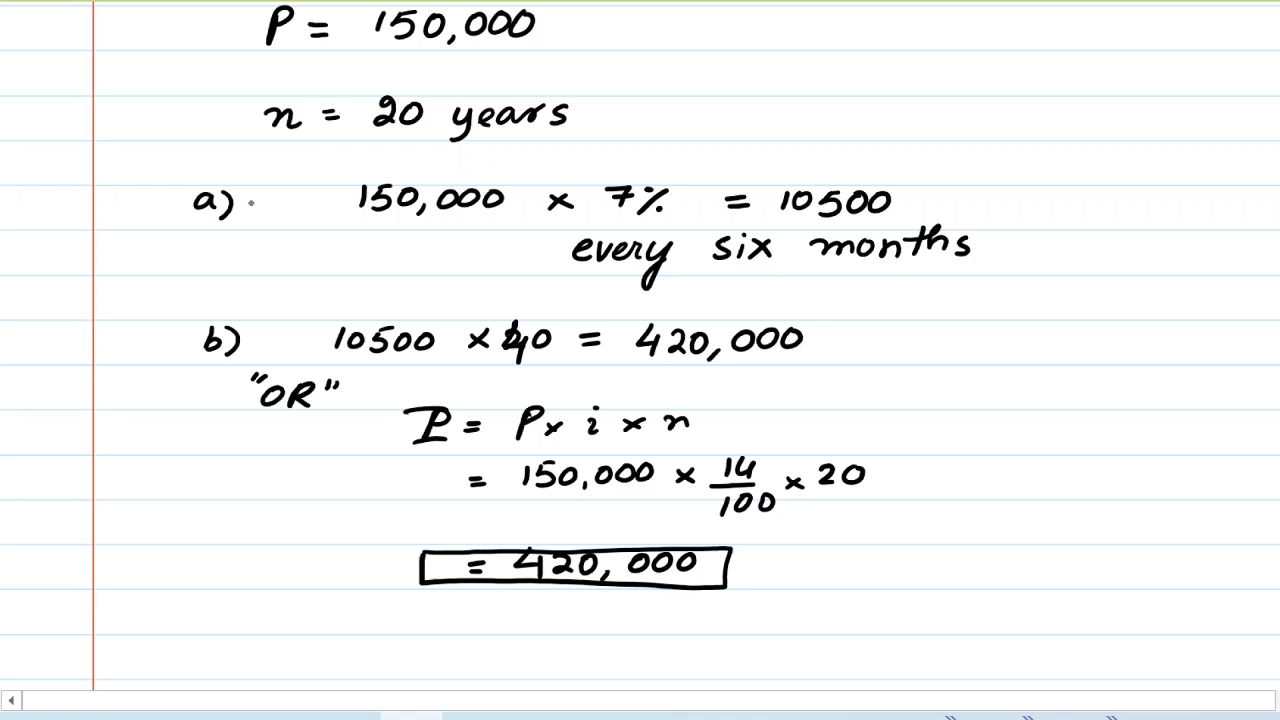 P = 150,000
n = 20 years
a) 150,000 × 7% = 10500
every six months
b) 10500 × 40 = 420,000
"OR"
I = P × i × n
= 150,000 × 14/100 × 20
= 420,000